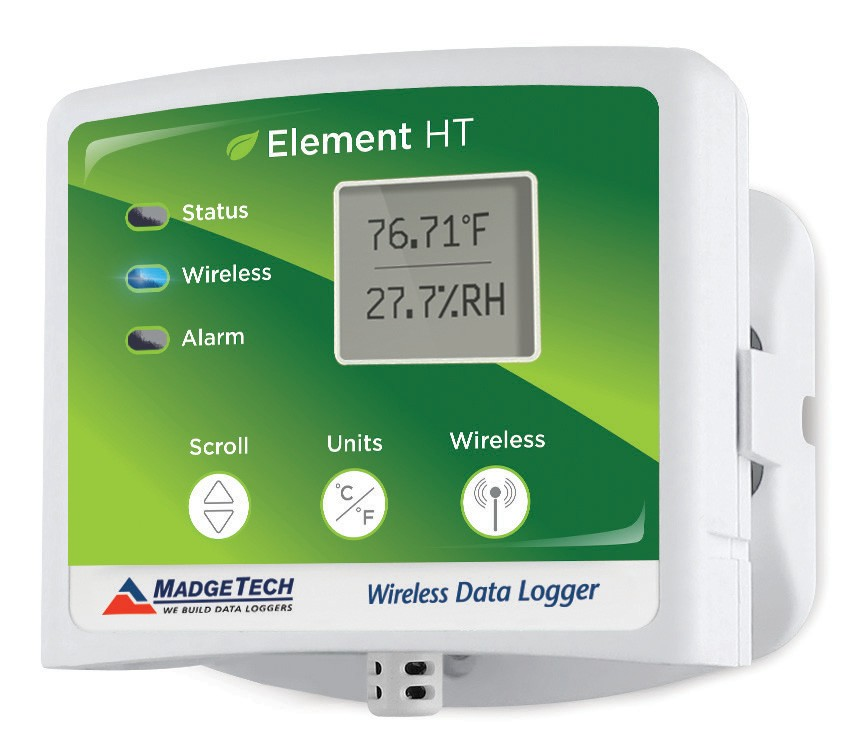 Element HT
Status
76.71°F
Wireless
27.7%RH
Alarm
Scroll
Units
Wireless
°C
°F
MADGETECH
WE BUILD DATA LOGGERS
Wireless Data Logger